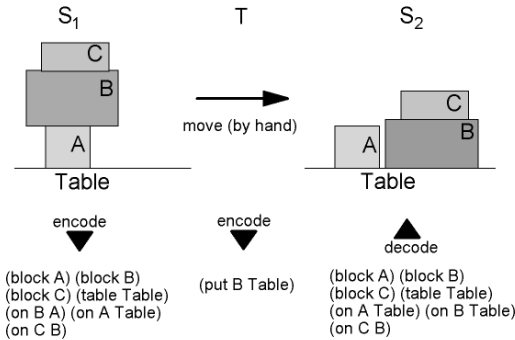 S1 T S2
C
B
A
move (by hand)
C
B
A
Table Table
encode encode decode
(block A) (block B)
(block C) (table Table)
(on B A) (on A Table)
(on C B)
(put B Table)
(block A) (block B)
(block C) (table Table)
(on A Table) (on B Table)
(on C B)